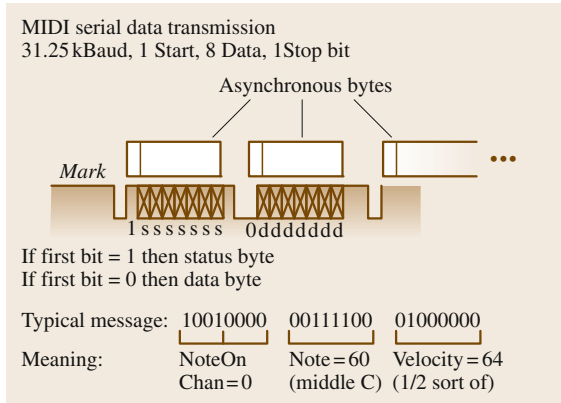 MIDI serial data transmission
31.25 kBaud, 1 Start, 8 Data, 1Stop bit
Asynchronous bytes
Mark
1sssssss 0ddddddd
If first bit = 1 then status byte
If first bit = 0 then data byte
Typical message: 10010000 00111100 01000000
Meaning: NoteOn Note=60 Velocity=64
Chan=0 (middle C) (1/2 sort of)